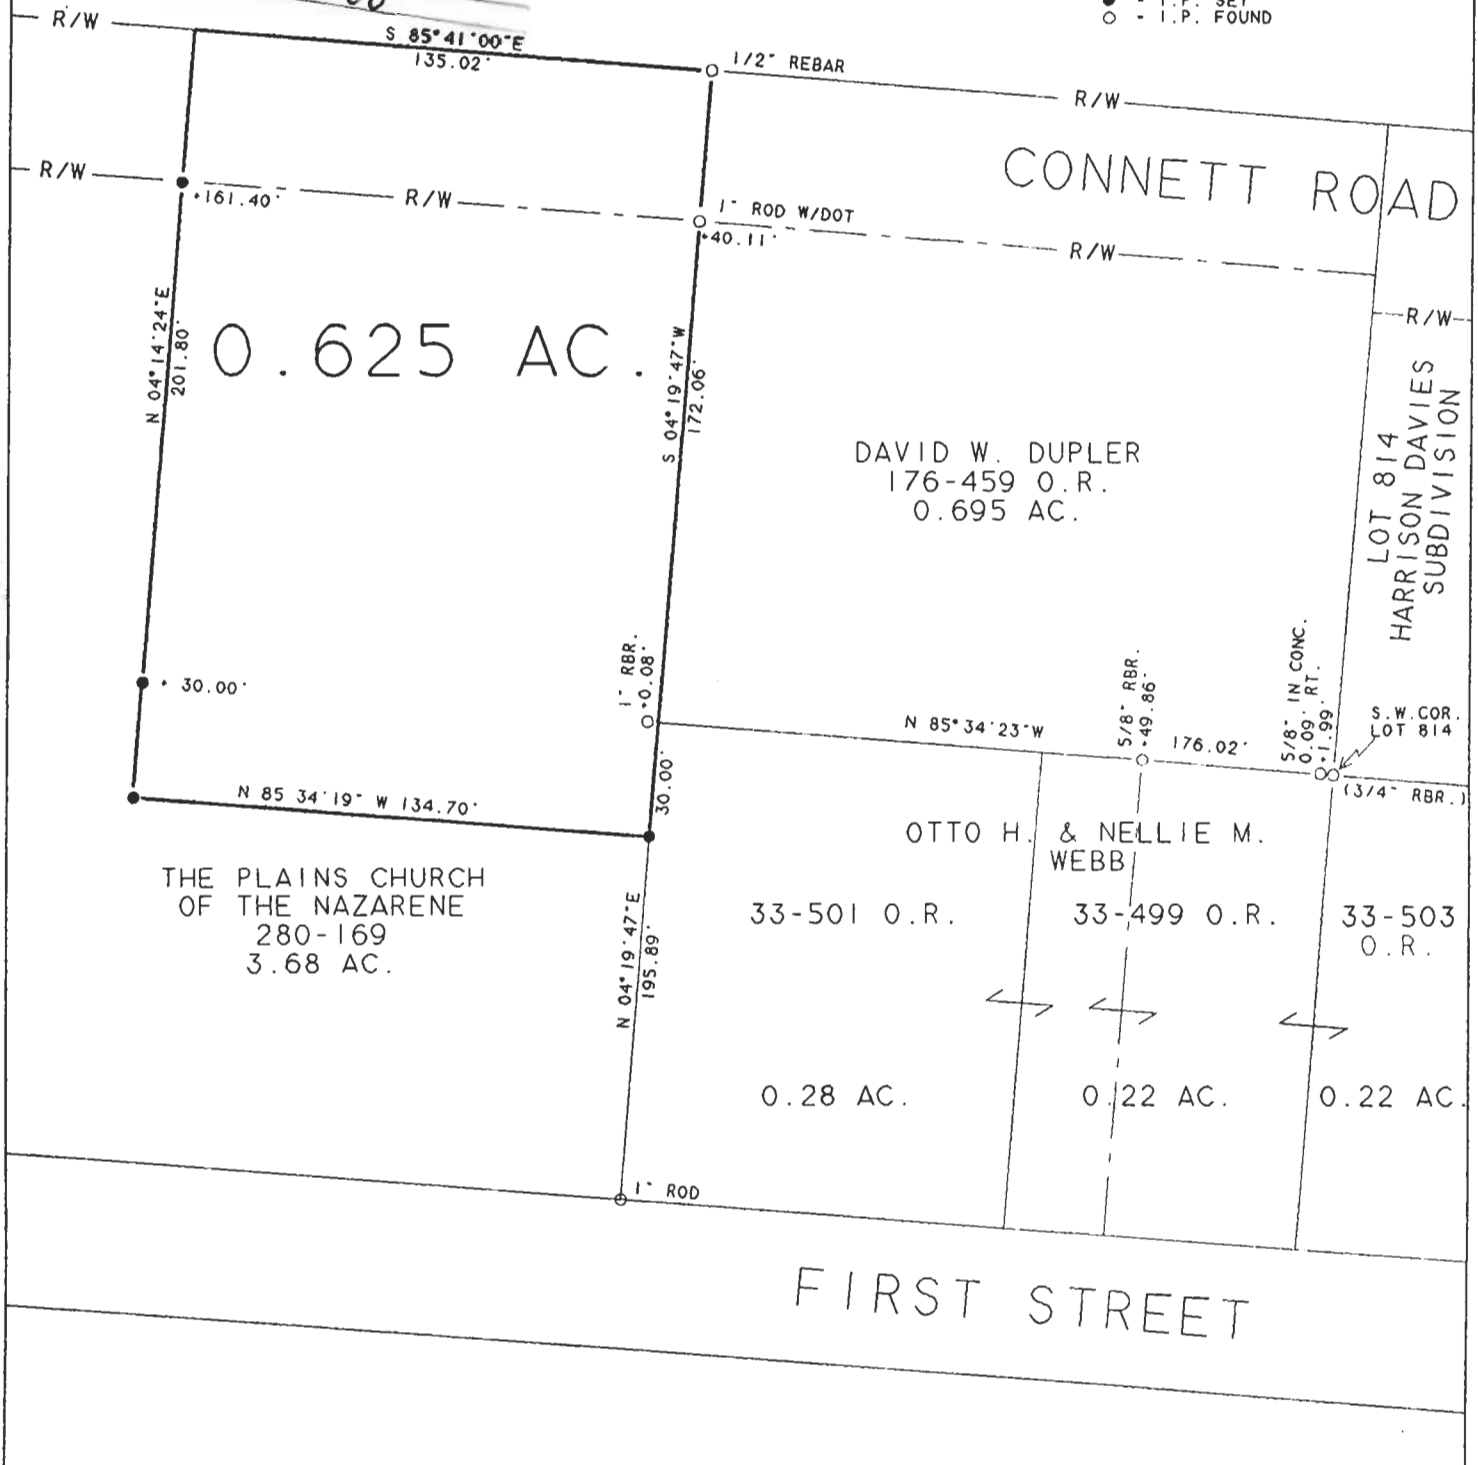 ● - I.P. SET
○ - I.P. FOUND
R/W
S 85°41'00"E
135.02'
1/2" REBAR
R/W
CONNETT ROAD
R/W
+161.40'
R/W
1" ROD W/DOT
+40.11'
R/W
R/W
N 04°14'24"E
201.80'
0.625 AC.
S 04°19'47"W
172.06'
DAVID W. DUPLER
176-459 O.R.
0.695 AC.
LOT 814
HARRISON DAVIES
SUBDIVISION
+ 30.00'
1" RBR.
+0.08'
N 85°34'23"W
5/8" RBR.
+49.86'
176.02'
5/8" IN CONC.
0.09' RT.
+1.99'
S.W.COR.
LOT 814
(3/4" RBR.)
30.00'
N 85 34'19" W 134.70'
THE PLAINS CHURCH
OF THE NAZARENE
280-169
3.68 AC.
OTTO H. & NELLIE M.
WEBB
33-501 O.R.
33-499 O.R.
33-503
O.R.
N 04°19'47"E
195.89'
0.28 AC.
0.22 AC.
0.22 AC.
1" ROD
FIRST STREET